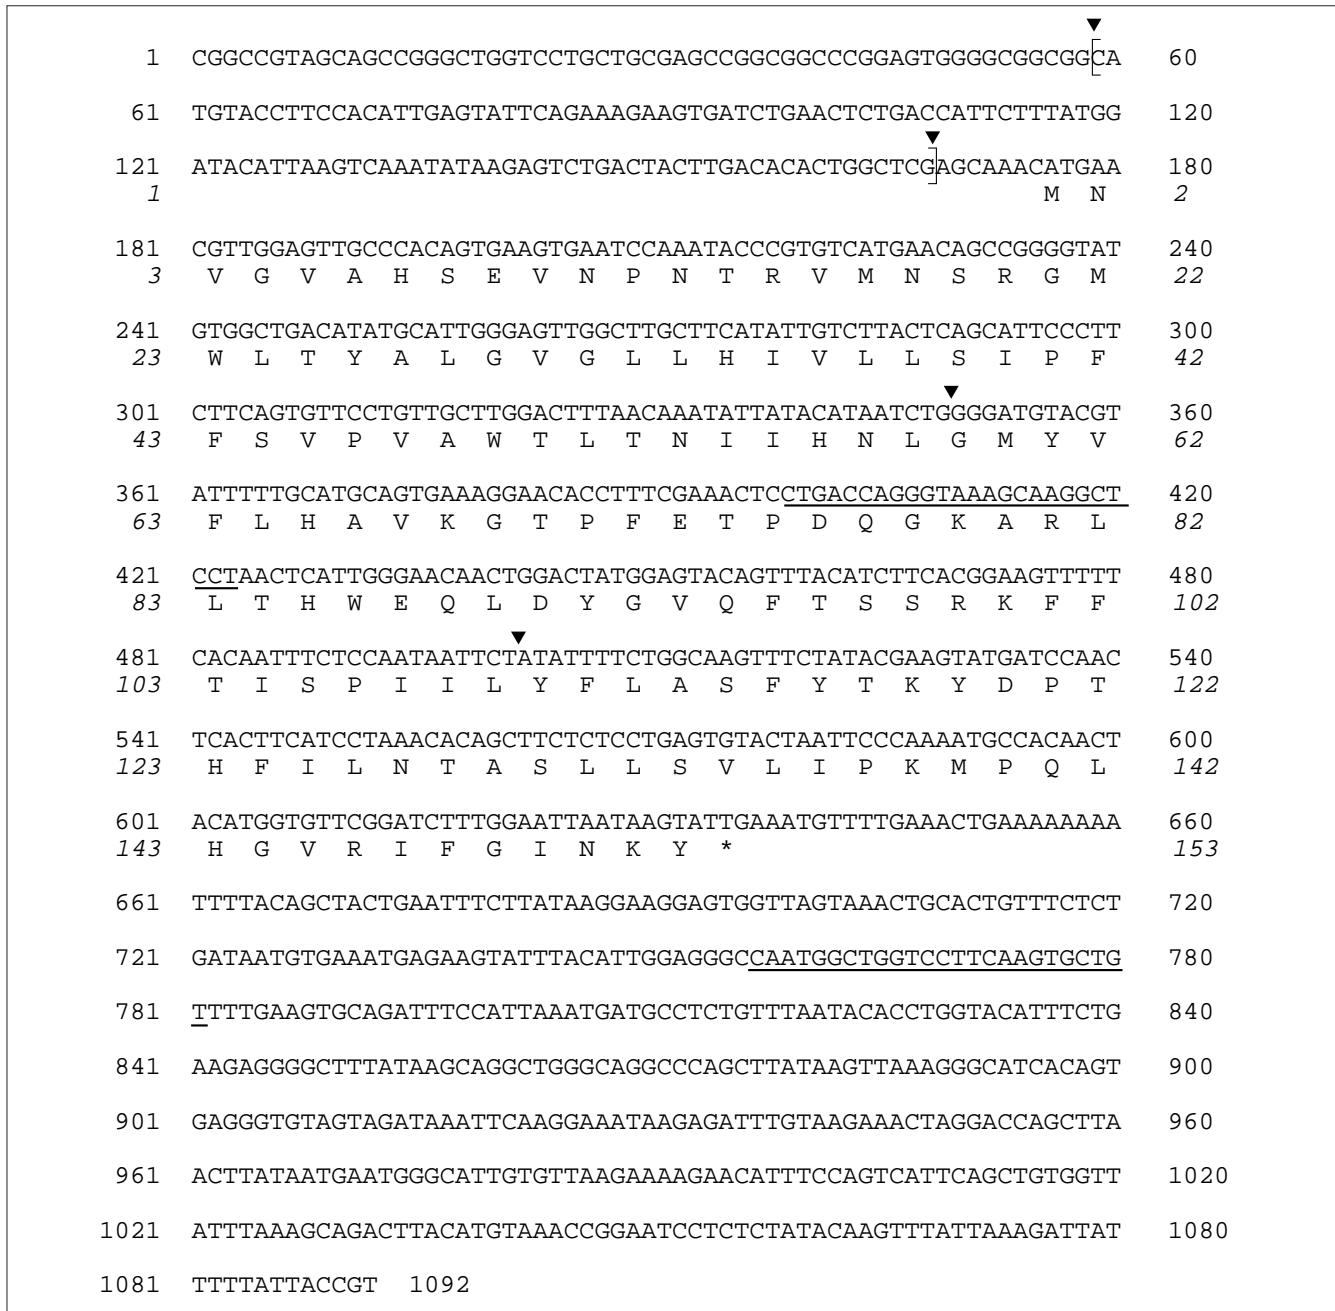 1 CGGCCGTAGCAGCCGGGCTGGTCCTGCTGCGAGCCGGCGGCCCGGAGTGGGGCGGCGGCA 60
61 TGTACCTTCCACATTGAGTATTCAGAAAGAAGTGATCTGAACTCTGACCATTCTTTATGG 120
121 ATACATTAAGTCAAATATAAGAGTCTGACTACTTGACACACTGGCTCGAGCAAACATGAA 180
1 M N 2
181 CGTTGGAGTTGCCCACAGTGAAGTGAATCCAAATACCCGTGTCATGAACAGCCGGGGTAT 240
3 V G V A H S E V N P N T R V M N S R G M 22
241 GTGGCTGACATATGCATTGGGAGTTGGCTTGCTTCATATTGTCTTACTCAGCATTCCCTT 300
23 W L T Y A L G V G L L H I V L L S I P F 42
301 CTTCAGTGTTCCTGTTGCTTGGACTTTAACAAATATTATACATAATCTGGGGATGTACGT 360
43 F S V P V A W T L T N I I H N L G M Y V 62
361 ATTTTTGCATGCAGTGAAAGGAACACCTTTCGAAACTCCTGACCAGGGTAAAGCAAGGCT 420
63 F L H A V K G T P F E T P D Q G K A R L 82
421 CCTAACTCATTGGGAACAACTGGACTATGGAGTACAGTTTACATCTTCACGGAAGTTTTT 480
83 L T H W E Q L D Y G V Q F T S S R K F F 102
481 CACAATTTCTCCAATAATTCTATATTTTCTGGCAAGTTTCTATACGAAGTATGATCCAAC 540
103 T I S P I I L Y F L A S F Y T K Y D P T 122
541 TCACTTCATCCTAAACACAGCTTCTCTCCTGAGTGTACTAATTCCCAAAATGCCACAACT 600
123 H F I L N T A S L L S V L I P K M P Q L 142
601 ACATGGTGTTCGGATCTTTGGAATTAATAAGTATTGAAATGTTTTGAAACTGAAAAAAAA 660
143 H G V R I F G I N K Y * 153
661 TTTTACAGCTACTGAATTTCTTATAAGGAAGGAGTGGTTAGTAAACTGCACTGTTTCTCT 720
721 GATAATGTGAAATGAGAAGTATTTACATTGGAGGGCCAATGGCTGGTCCTTCAAGTGCTG 780
781 TTTTGAAGTGCAGATTTCCATTAAATGATGCCTCTGTTTAATACACCTGGTACATTTCTG 840
841 AAGAGGGGCTTTATAAGCAGGCTGGGCAGGCCCAGCTTATAAGTTAAAGGGCATCACAGT 900
901 GAGGGTGTAGTAGATAAATTCAAGGAAATAAGAGATTTGTAAGAAACTAGGACCAGCTTA 960
961 ACTTATAATGAATGGGCATTGTGTTAAGAAAAGAACATTTCCAGTCATTCAGCTGTGGTT 1020
1021 ATTTAAAGCAGACTTACATGTAAACCGGAATCCTCTCTATACAAGTTTATTAAAGATTAT 1080
1081 TTTTATTACCGT 1092